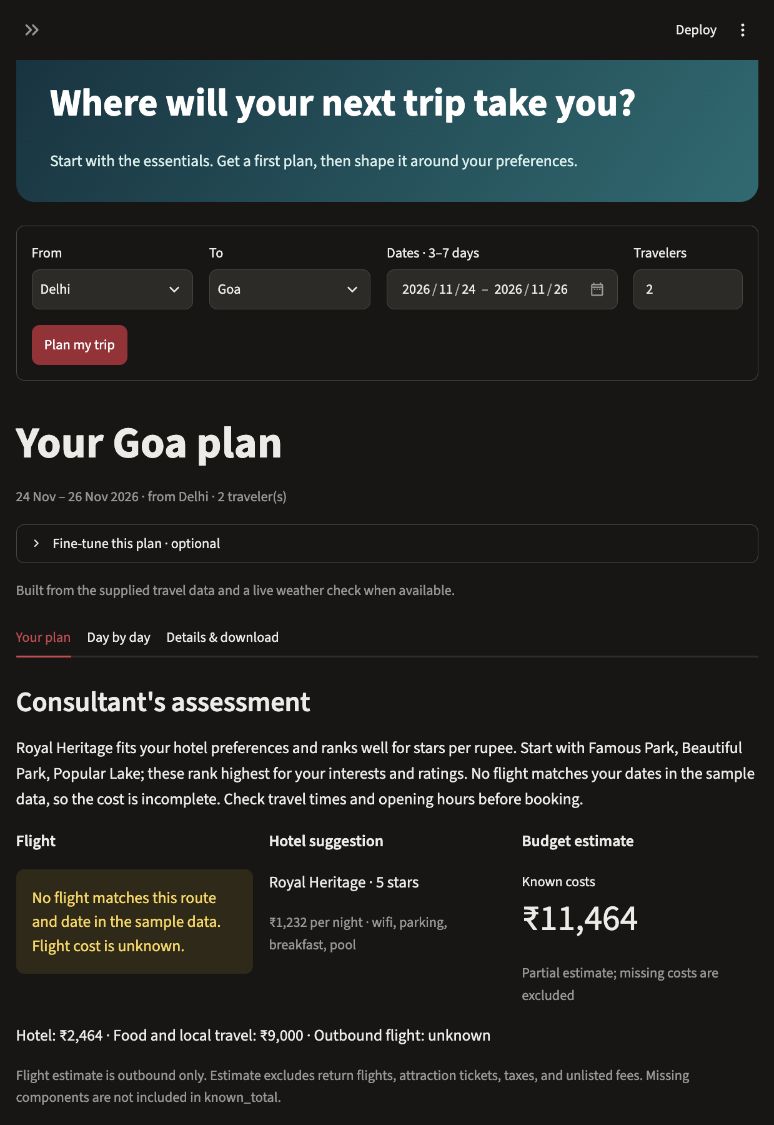 Deploy
Where will your next trip take you?
Start with the essentials. Get a first plan, then shape it around your preferences.
From
To
Dates · 3–7 days
Travelers
Delhi
Goa
2026/11/24 – 2026/11/26
2
Plan my trip
Your Goa plan
24 Nov – 26 Nov 2026 · from Delhi · 2 traveler(s)
Fine-tune this plan · optional
Built from the supplied travel data and a live weather check when available.
Your plan
Day by day
Details & download
Consultant's assessment
Royal Heritage fits your hotel preferences and ranks well for stars per rupee. Start with Famous Park, Beautiful
Park, Popular Lake; these rank highest for your interests and ratings. No flight matches your dates in the sample
data, so the cost is incomplete. Check travel times and opening hours before booking.
Flight
No flight matches this route
and date in the sample data.
Flight cost is unknown.
Hotel suggestion
Royal Heritage · 5 stars
₹1,232 per night · wifi, parking,
breakfast, pool
Budget estimate
Known costs
₹11,464
Partial estimate; missing costs are
excluded
Hotel: ₹2,464 · Food and local travel: ₹9,000 · Outbound flight: unknown
Flight estimate is outbound only. Estimate excludes return flights, attraction tickets, taxes, and unlisted fees. Missing
components are not included in known_total.